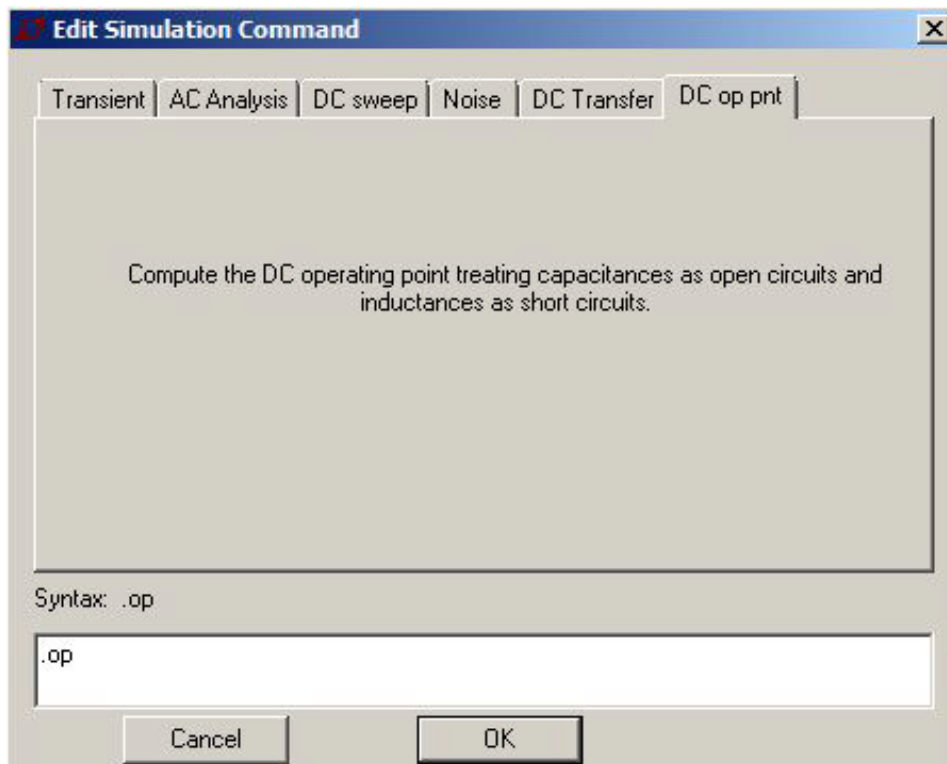 Edit Simulation Command
Transient AC Analysis DC sweep Noise DC Transfer DC op pnt
Compute the DC operating point treating capacitances as open circuits and
inductances as short circuits.
Syntax: .op
.op
Cancel OK